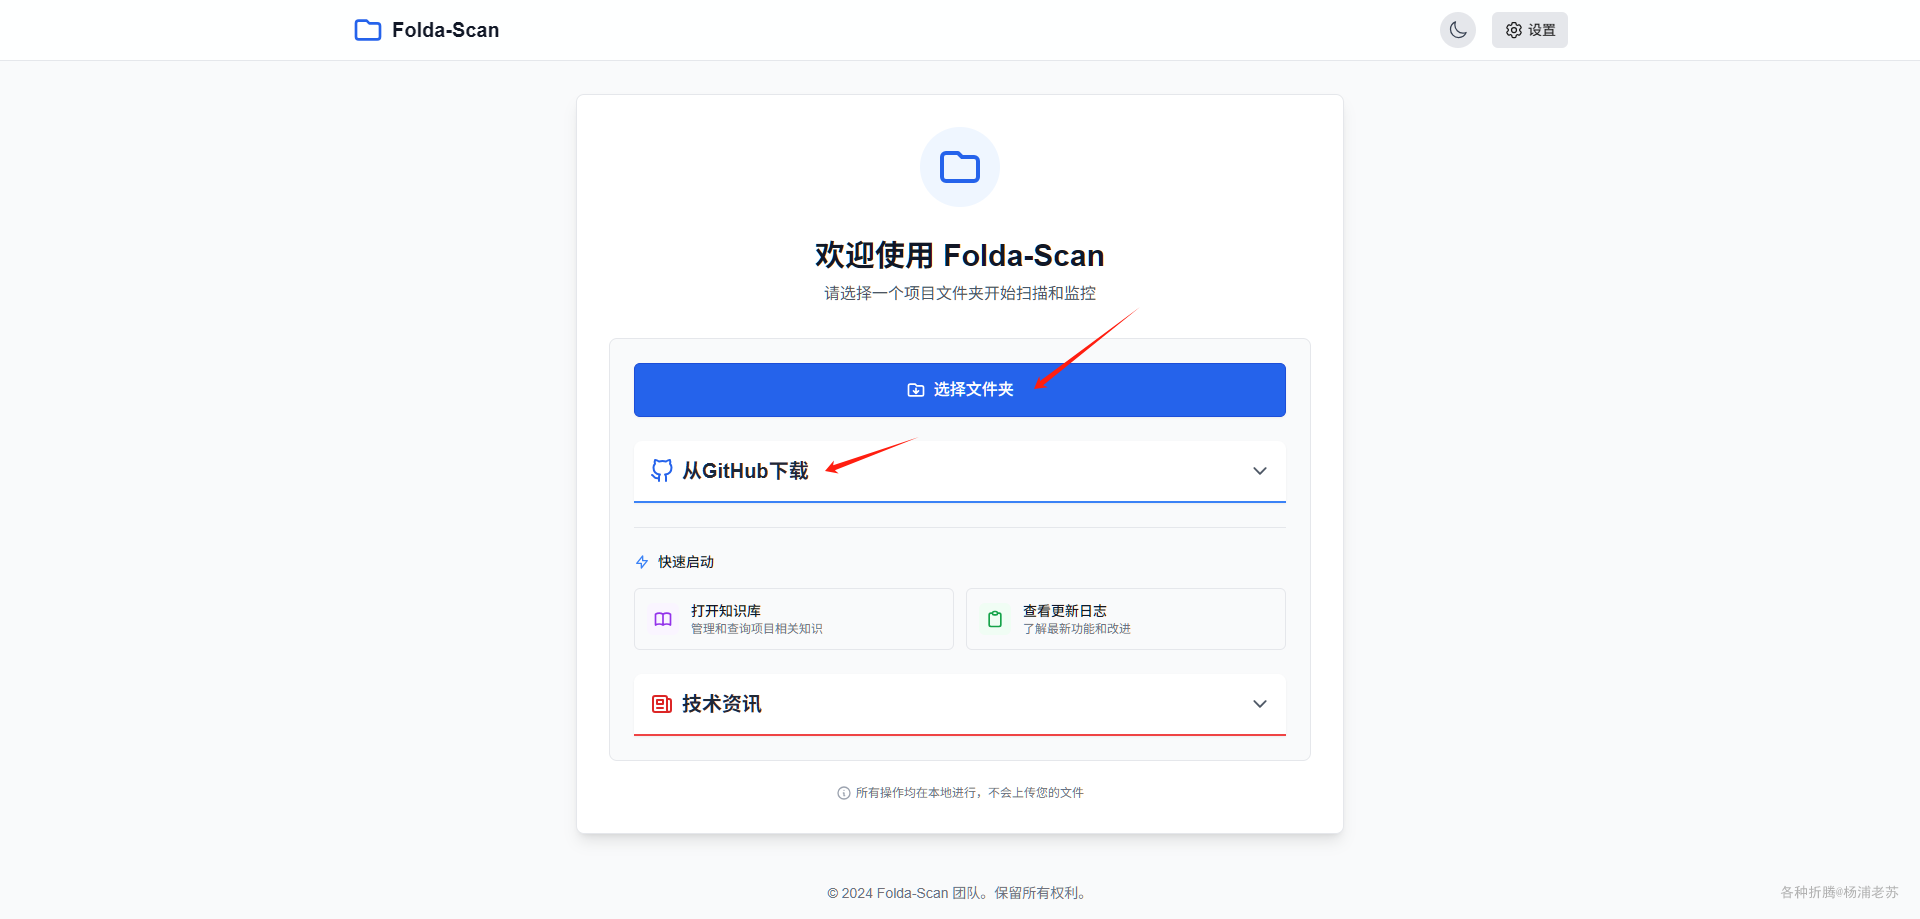 Folda-Scan
设置
欢迎使用 Folda-Scan
请选择一个项目文件夹开始扫描和监控
选择文件夹
从GitHub下载
快速启动
打开知识库
管理和查询项目相关知识
查看更新日志
了解最新功能和改进
技术资讯
所有操作均在本地进行，不会上传您的文件
© 2024 Folda-Scan 团队。保留所有权利。
各种折腾@杨浦老苏